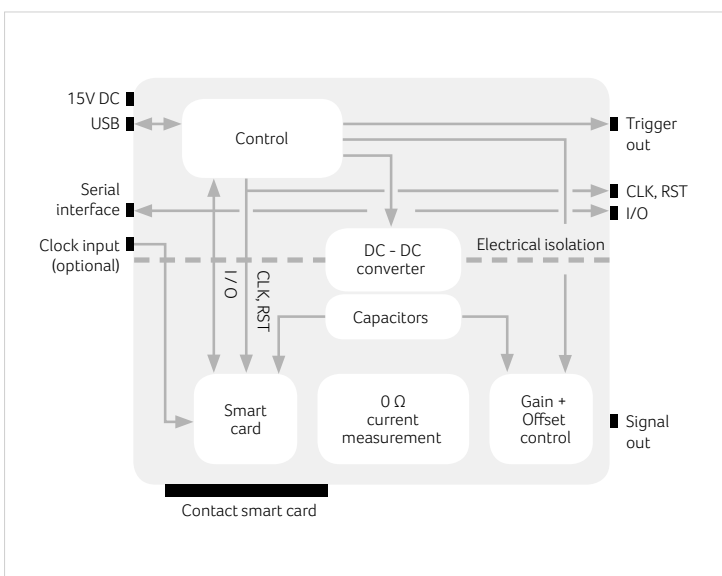 15V DC
USB
Control
Trigger
out
Serial
interface
CLK, RST
I/O
Clock input
(optional)
DC - DC
converter
Electrical isolation
I / O
CLK, RST
Capacitors
Smart
card
0 Ω
current
measurement
Gain +
Offset
control
Signal
out
Contact smart card